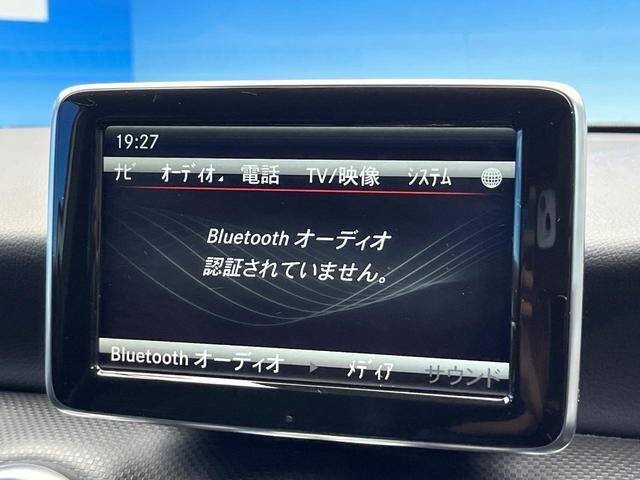 19:27
ナビ オーディオ 電話 TV/映像 システム
Bluetooth オーディオ
認証されていません。
Bluetooth オーディオ ▶ メディア サウンド